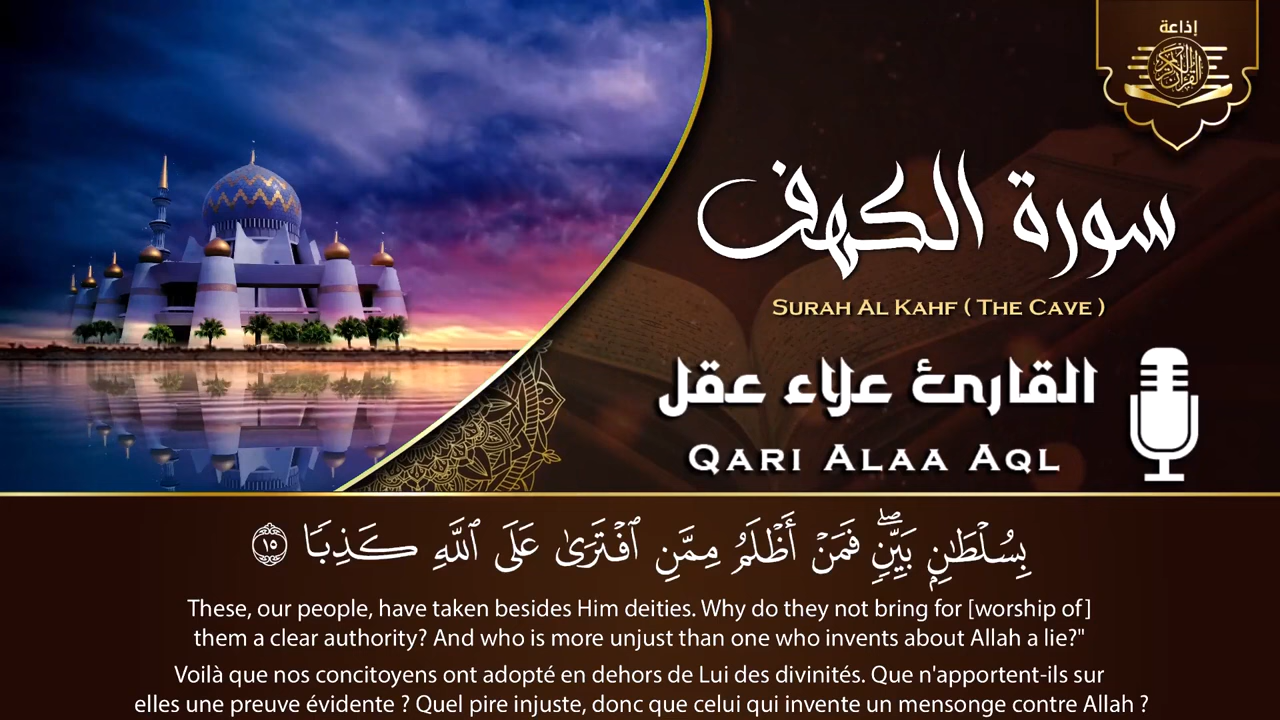 إذاعة
القرآن الكريم
سورة الكهف
SURAH AL KAHF ( THE CAVE )
القارئ علاء عقل
QARI ALAA AQL
بِسُلْطَٰنِۭ بَيِّنٖۖ فَمَنْ أَظْلَمُ مِمَّنِ ٱفْتَرَىٰ عَلَى ٱللَّهِ كَذِبٗا ١٥
These, our people, have taken besides Him deities. Why do they not bring for [worship of]
them a clear authority? And who is more unjust than one who invents about Allah a lie?"
Voilà que nos concitoyens ont adopté en dehors de Lui des divinités. Que n'apportent-ils sur
elles une preuve évidente ? Quel pire injuste, donc que celui qui invente un mensonge contre Allah ?